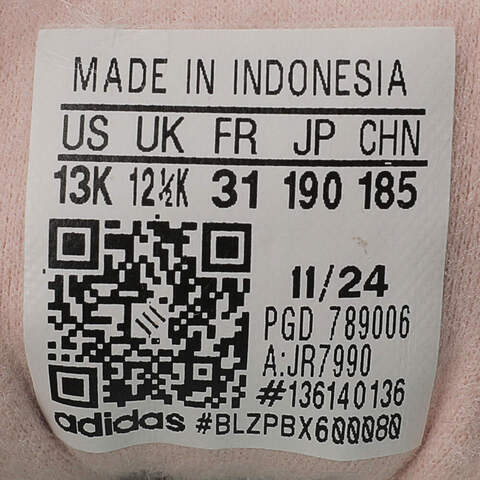 MADE IN INDONESIA
US UK FR JP CHN
13K 12½K 31 190 185
11/24
PGD 789006
A:JR7990
#136140136
adidas #BLZPBX600080